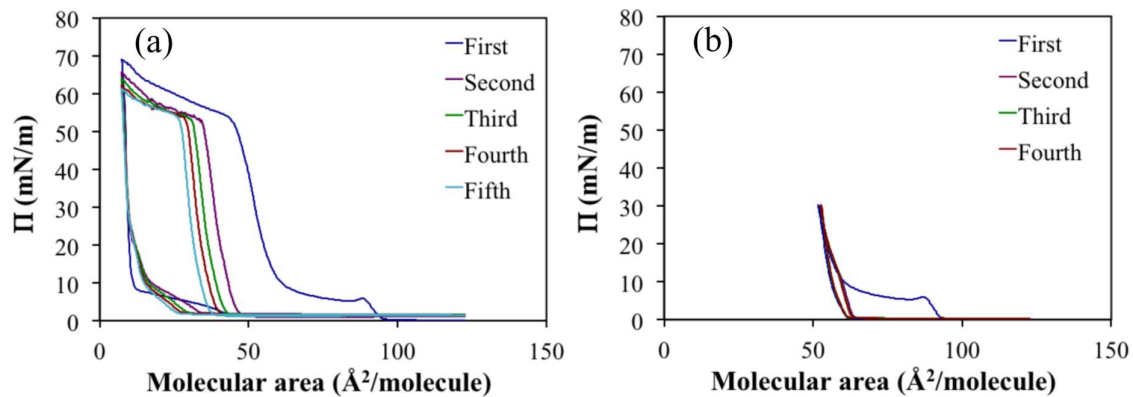 (a)
80
70
60
50
40
30
20
10
0
Π (mN/m)
0 50 100 150
Molecular area (Å²/molecule)
First
Second
Third
Fourth
Fifth
(b)
80
70
60
50
40
30
20
10
0
Π (mN/m)
0 50 100 150
Molecular area (Å²/molecule)
First
Second
Third
Fourth